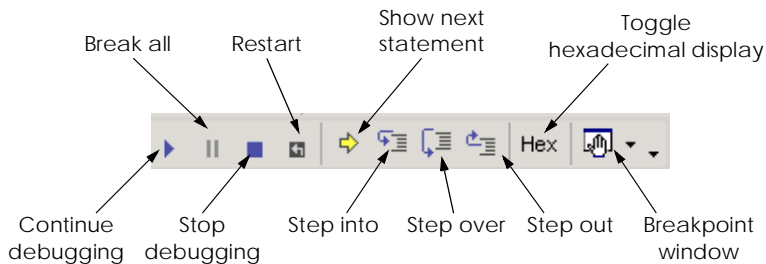 Show next
statement
Toggle
hexadecimal display
Break all
Restart
Hex
Continue
debugging
Stop
debugging
Step into
Step over
Step out
Breakpoint
window